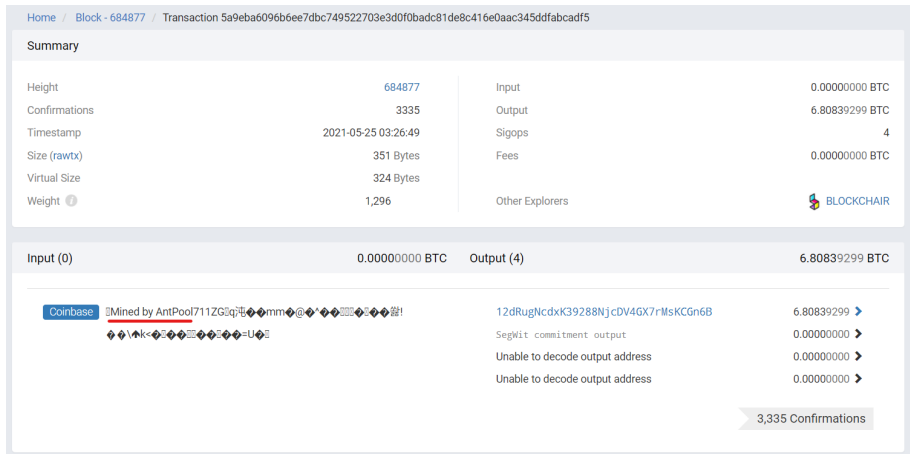 Home / Block - 684877 / Transaction 5a9eba6096b6ee7dbc749522703e3d0f0badc81de8c416e0aac345ddfabcadf5
Summary
Height 684877
Confirmations 3335
Timestamp 2021-05-25 03:26:49
Size (rawtx) 351 Bytes
Virtual Size 324 Bytes
Weight 1,296
Input 0.00000000 BTC
Output 6.80839299 BTC
Sigops 4
Fees 0.00000000 BTC
Other Explorers BLOCKCHAIR
Input (0) 0.00000000 BTC
Output (4) 6.80839299 BTC
Coinbase Mined by AntPool711ZG
12dRugNcdxK39288NjcDV4GX7rMsKCGn6B 6.80839299
SegWit commitment output 0.00000000
Unable to decode output address 0.00000000
Unable to decode output address 0.00000000
3,335 Confirmations